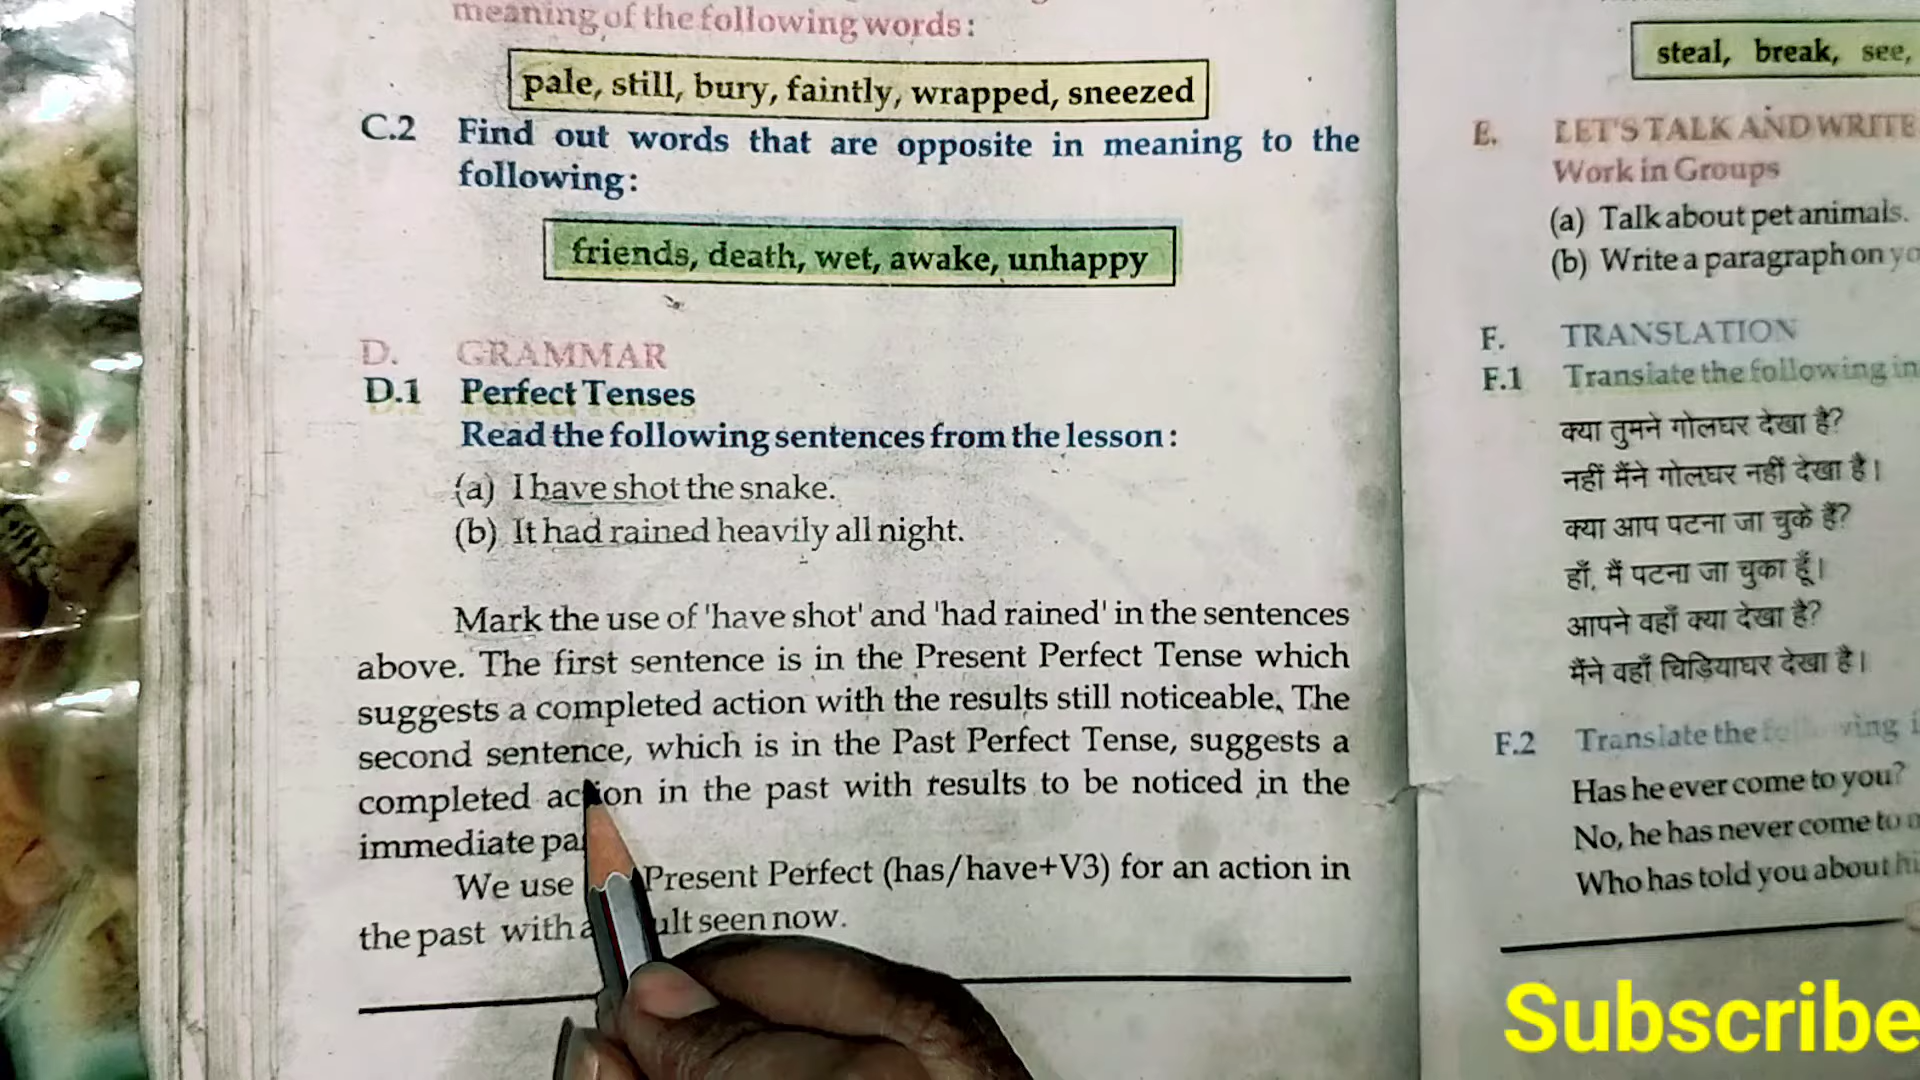 meaning of the following words:
pale, still, bury, faintly, wrapped, sneezed
C.2 Find out words that are opposite in meaning to the
following:
friends, death, wet, awake, unhappy
D. GRAMMAR
D.1 Perfect Tenses
Read the following sentences from the lesson:
(a) I have shot the snake.
(b) It had rained heavily all night.
Mark the use of 'have shot' and 'had rained' in the sentences
above. The first sentence is in the Present Perfect Tense which
suggests a completed action with the results still noticeable. The
second sentence, which is in the Past Perfect Tense, suggests a
completed action in the past with results to be noticed in the
immediate
We use Present Perfect (has/have+V3) for an action in
the past with seen now.
steal, break, see,
E. LET'S TALK AND WRITE
Work in Groups
(a) Talk about pet animals.
(b) Write a paragraph on
F. TRANSLATION
F.1 Translate the following in
क्या तुमने गोलघर देखा है?
नहीं मैंने गोलघर नहीं देखा है।
क्या आप पटना जा चुके हैं?
हाँ, मैं पटना जा चुका हूँ।
आपने वहाँ क्या देखा है?
मैंने वहाँ चिड़ियाघर देखा है।
F.2 Translate the following
Has he ever come to you?
No, he has never come to
Who has told you about
Subscribe